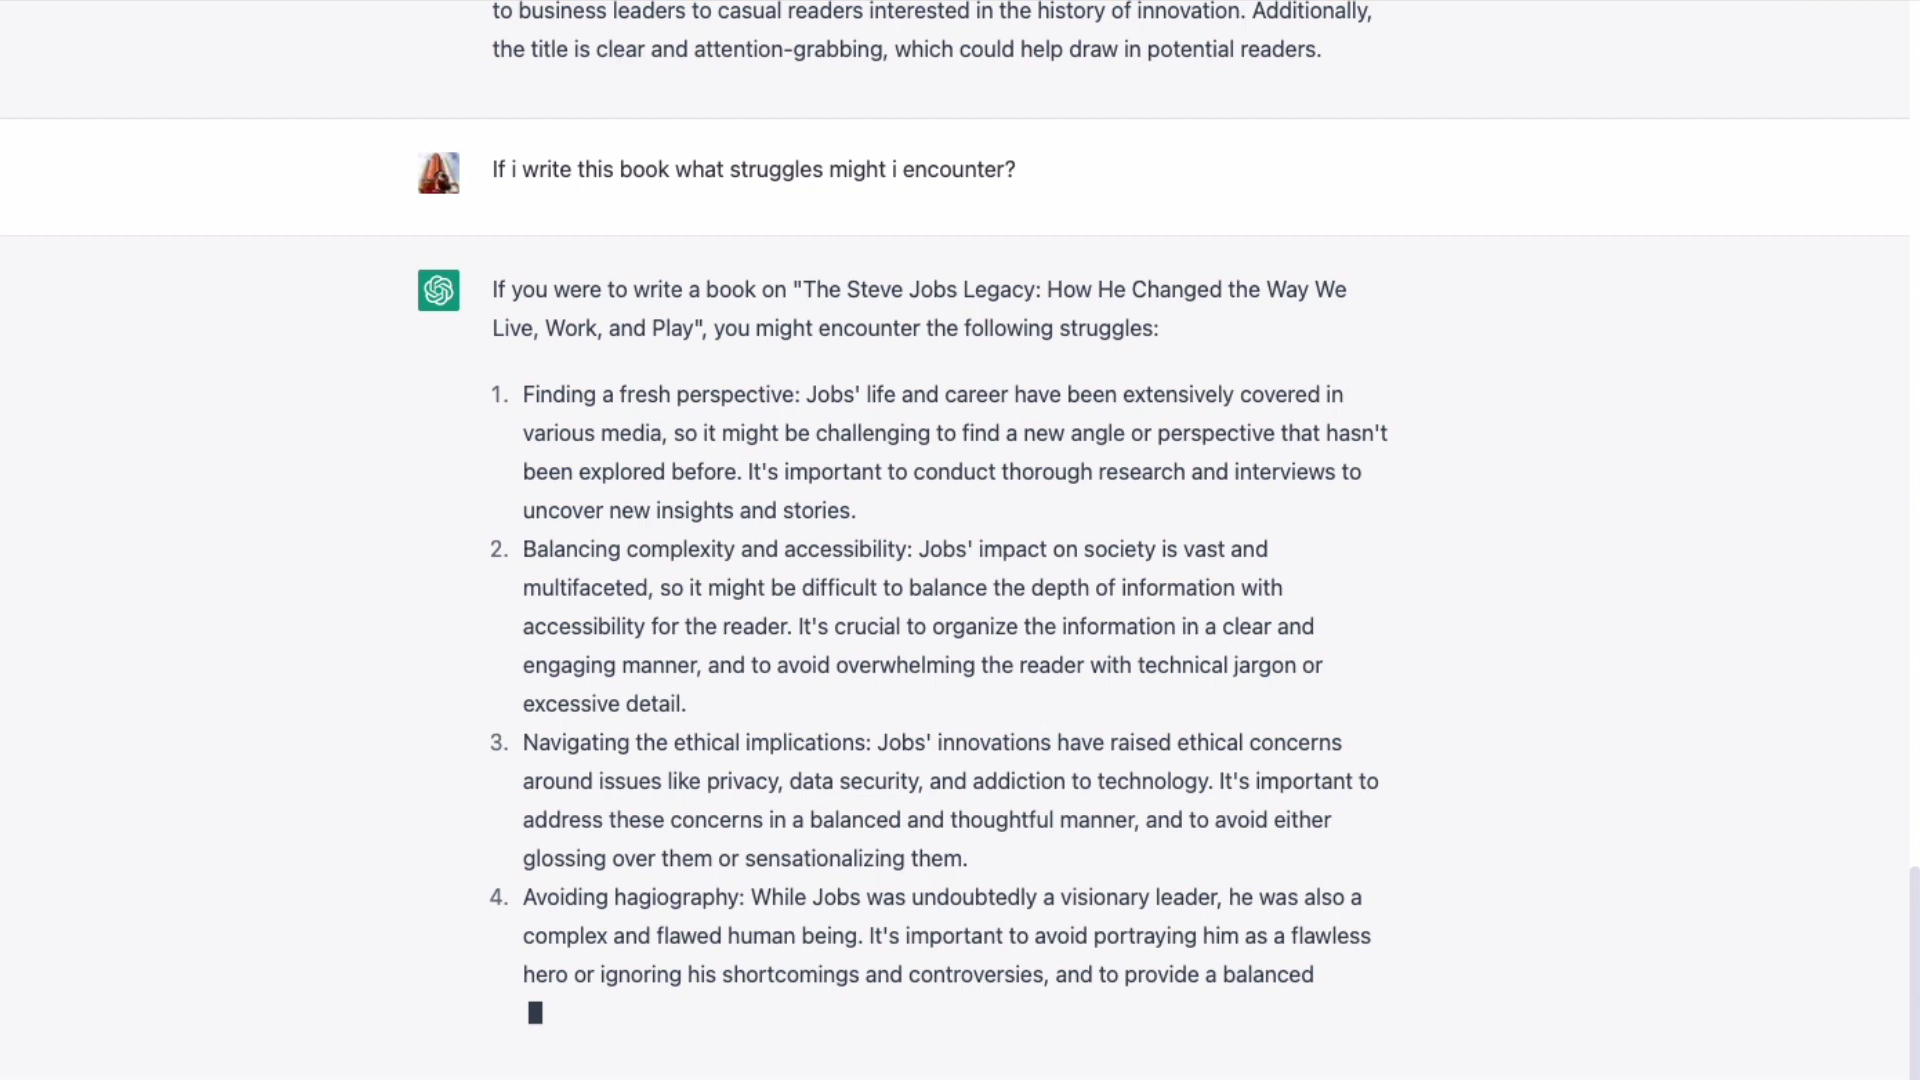 to business leaders to casual readers interested in the history of innovation. Additionally,
the title is clear and attention-grabbing, which could help draw in potential readers.
If i write this book what struggles might i encounter?
If you were to write a book on "The Steve Jobs Legacy: How He Changed the Way We
Live, Work, and Play", you might encounter the following struggles:
1. Finding a fresh perspective: Jobs' life and career have been extensively covered in
various media, so it might be challenging to find a new angle or perspective that hasn't
been explored before. It's important to conduct thorough research and interviews to
uncover new insights and stories.
2. Balancing complexity and accessibility: Jobs' impact on society is vast and
multifaceted, so it might be difficult to balance the depth of information with
accessibility for the reader. It's crucial to organize the information in a clear and
engaging manner, and to avoid overwhelming the reader with technical jargon or
excessive detail.
3. Navigating the ethical implications: Jobs' innovations have raised ethical concerns
around issues like privacy, data security, and addiction to technology. It's important to
address these concerns in a balanced and thoughtful manner, and to avoid either
glossing over them or sensationalizing them.
4. Avoiding hagiography: While Jobs was undoubtedly a visionary leader, he was also a
complex and flawed human being. It's important to avoid portraying him as a flawless
hero or ignoring his shortcomings and controversies, and to provide a balanced